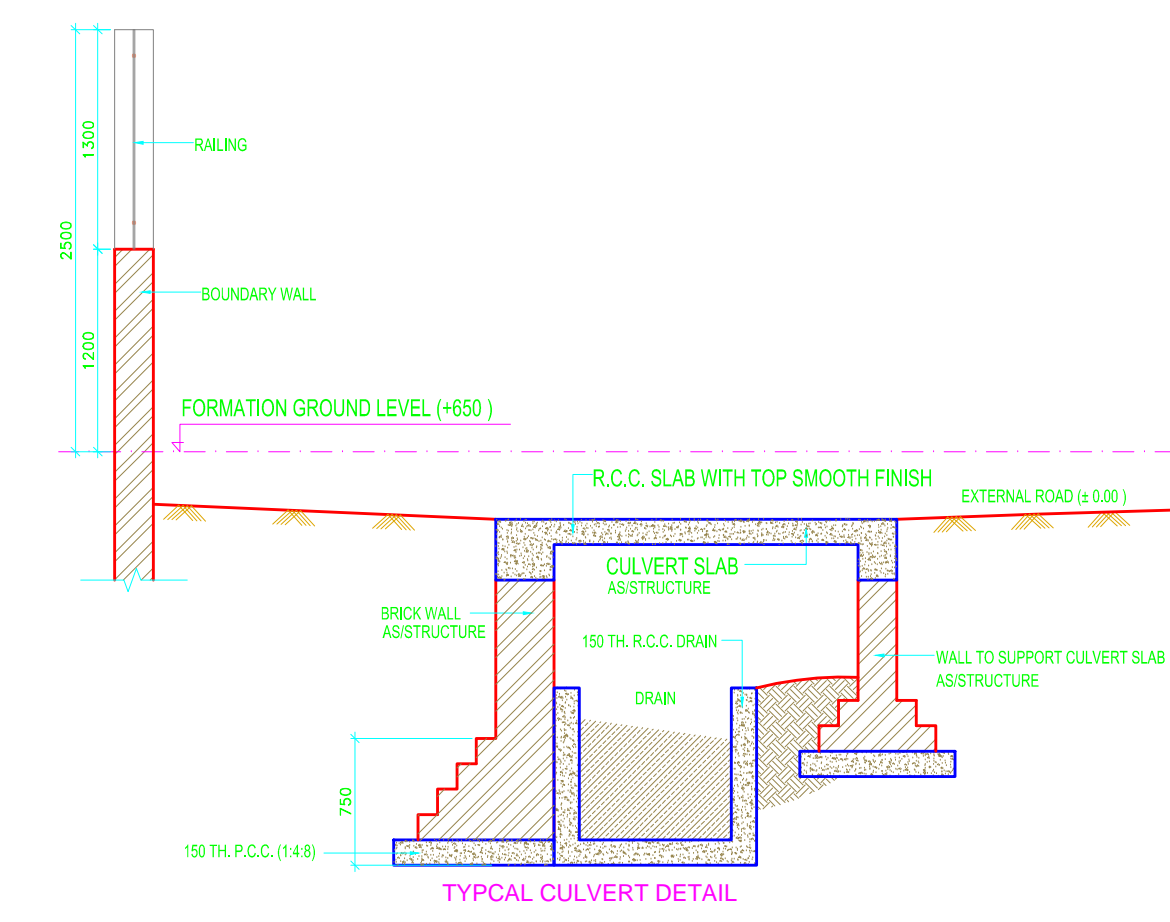 1300
RAILING
2500
BOUNDARY WALL
1200
FORMATION GROUND LEVEL (+650 )
R.C.C. SLAB WITH TOP SMOOTH FINISH
EXTERNAL ROAD (± 0.00 )
CULVERT SLAB
AS/STRUCTURE
BRICK WALL
AS/STRUCTURE
150 TH. R.C.C. DRAIN
WALL TO SUPPORT CULVERT SLAB
AS/STRUCTURE
DRAIN
750
150 TH. P.C.C. (1:4:8)
TYPCAL CULVERT DETAIL